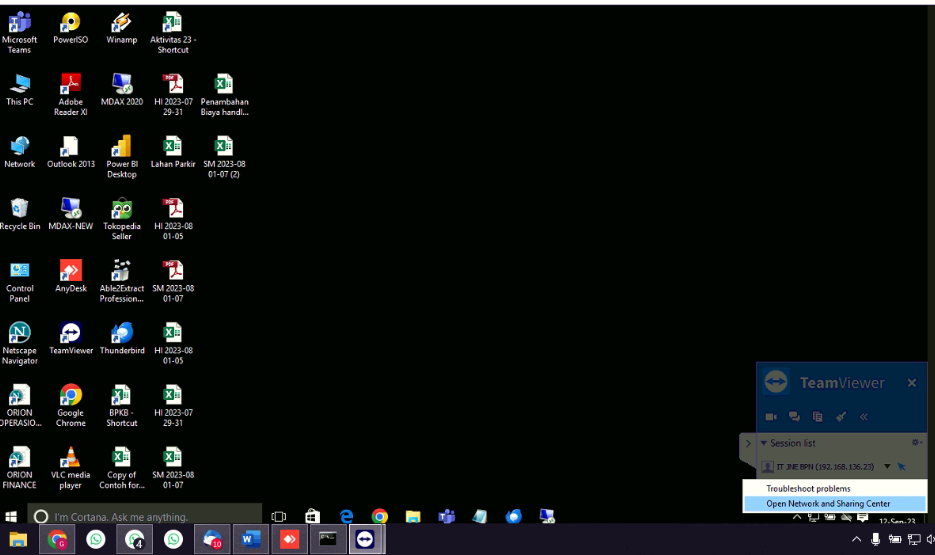 Microsoft
Teams
PowerISO
Winamp
Aktivitas 23 -
Shortcut
This PC
Adobe
Reader XI
MDAX 2020
HI 2023-07
29-31
Penambahan
Biaya handl...
Network
Outlook 2013
Power BI
Desktop
Lahan Parkir
SM 2023-08
01-07 (2)
Recycle Bin
MDAX-NEW
Tokopedia
Seller
HI 2023-08
01-05
Control
Panel
AnyDesk
Able2Extract
Profession...
SM 2023-08
01-07
Netscape
Navigator
TeamViewer
Thunderbird
HI 2023-08
01-05
ORION
OPERASIO...
Google
Chrome
BPKB -
Shortcut
HI 2023-07
29-31
ORION
FINANCE
VLC media
player
Copy of
Contoh for...
SM 2023-08
01-07
TeamViewer
Session list
IT JNE BPN (192.168.136.23)
Troubleshoot problems
Open Network and Sharing Center
I'm Cortana. Ask me anything.
12-Sep-23
G
4
10